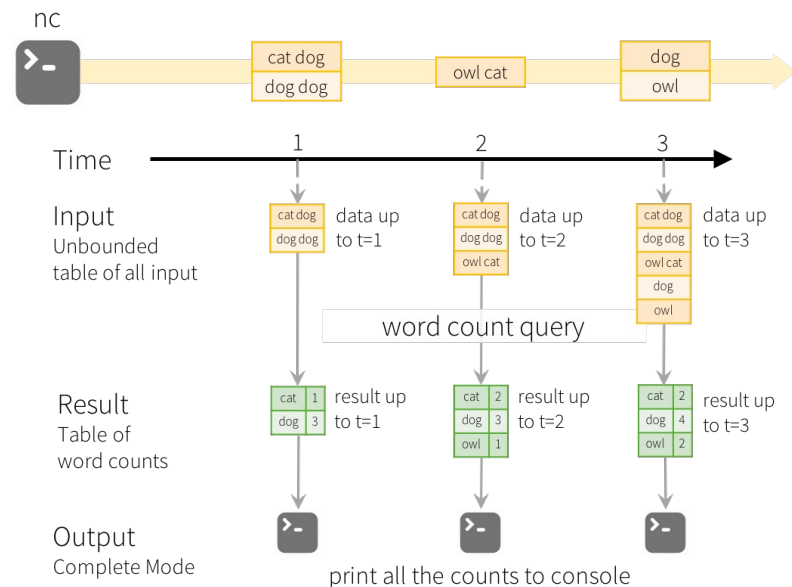 nc
cat dog
dog dog
owl cat
dog
owl
Time
1
2
3
Input
Unbounded
table of all input
cat dog
dog dog
data up
to t=1
cat dog
dog dog
owl cat
data up
to t=2
cat dog
dog dog
owl cat
dog
owl
data up
to t=3
word count query
Result
Table of
word counts
cat 1
dog 3
result up
to t=1
cat 2
dog 3
owl 1
result up
to t=2
cat 2
dog 4
owl 2
result up
to t=3
Output
Complete Mode
print all the counts to console